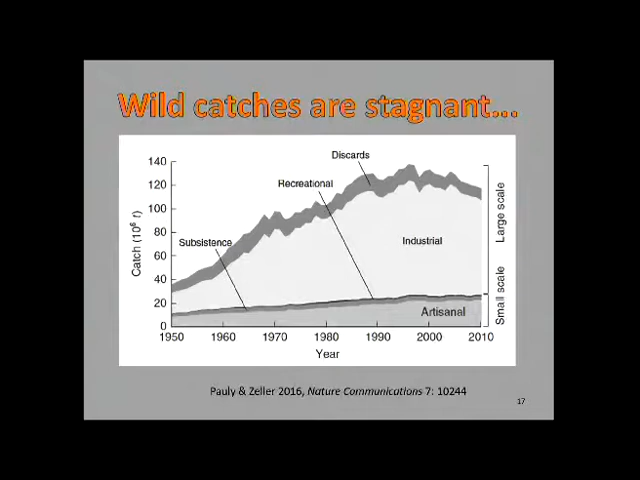 Wild catches are stagnant...
Discards
Recreational
Subsistence
Industrial
Artisanal
Large scale
Small scale
Catch (10⁶ t)
140
120
100
80
60
40
20
0
1950 1960 1970 1980 1990 2000 2010
Year
Pauly & Zeller 2016, Nature Communications 7: 10244
17